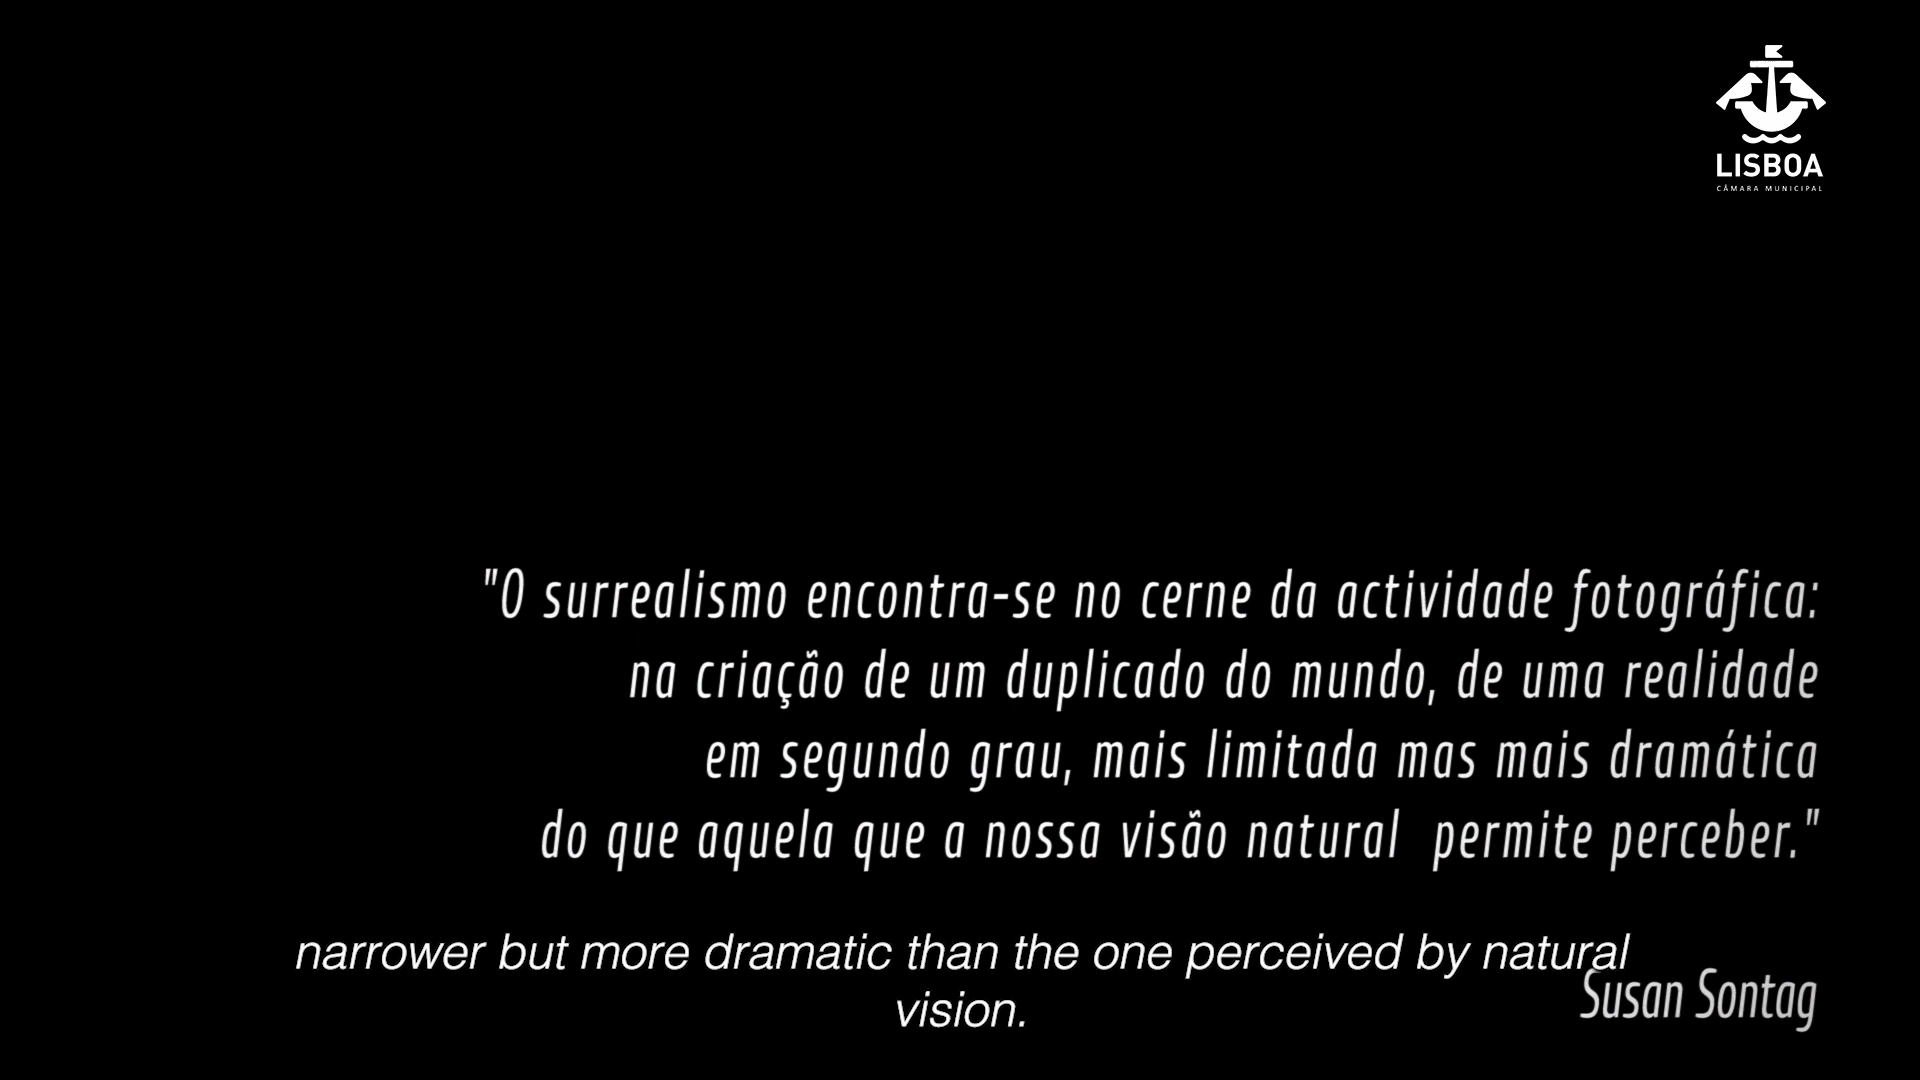 LISBOA
CÂMARA MUNICIPAL
"O surrealismo encontra-se no cerne da actividade fotográfica:
na criação de um duplicado do mundo, de uma realidade
em segundo grau, mais limitada mas mais dramática
do que aquela que a nossa visão natural permite perceber."
narrower but more dramatic than the one perceived by natural
vision.
Susan Sontag